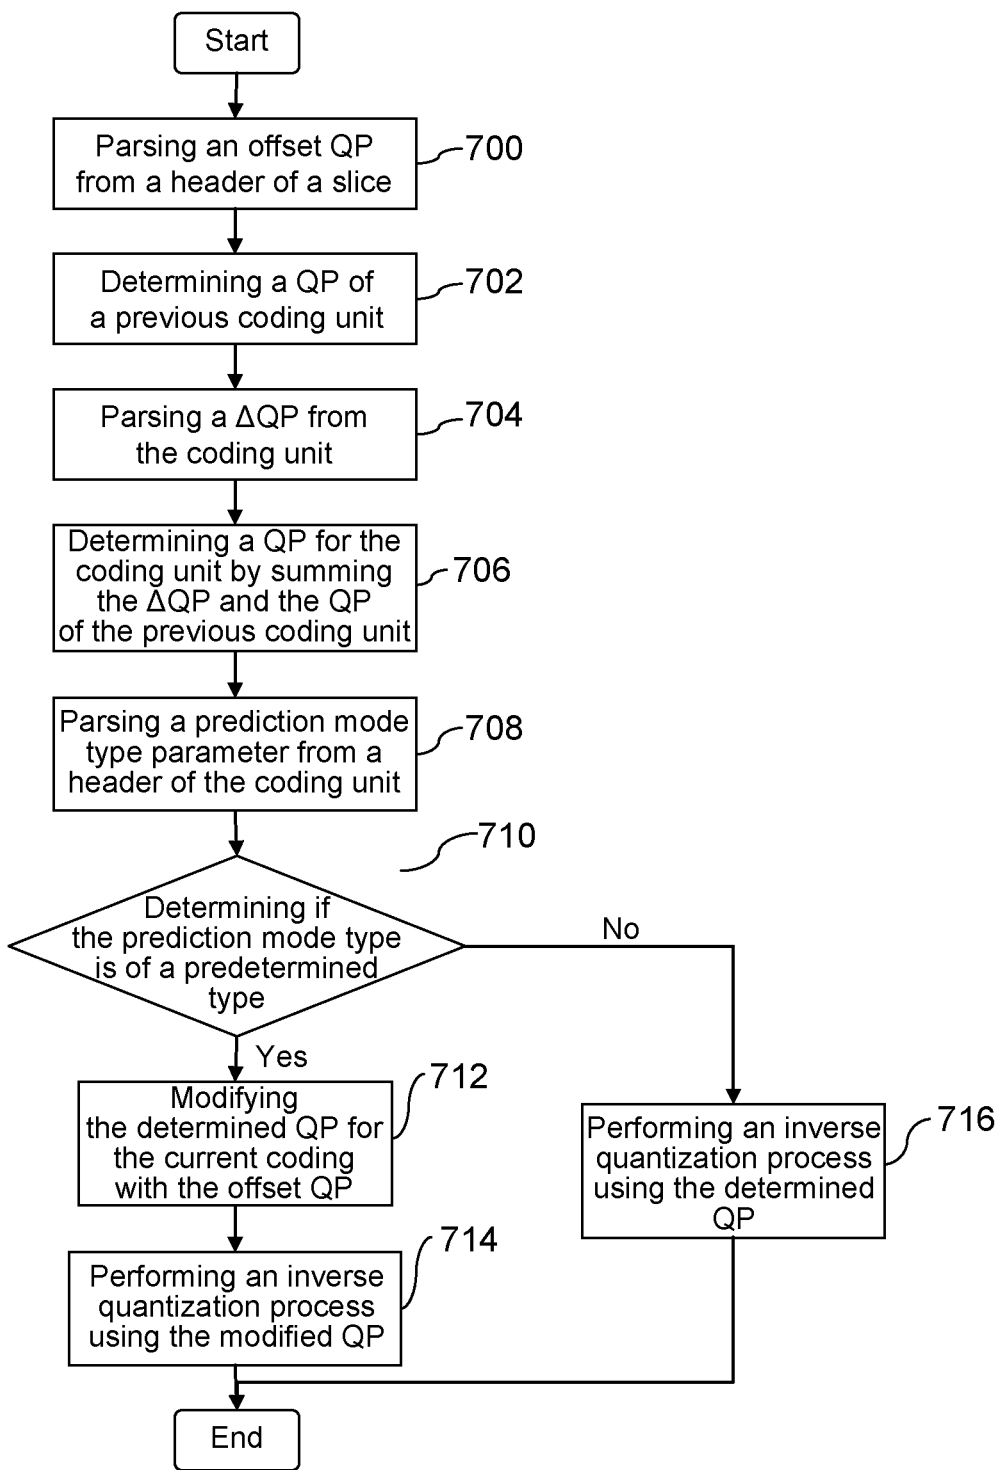 Start
Parsing an offset QP
from a header of a slice
700
Determining a QP of
a previous coding unit
702
Parsing a ΔQP from
the coding unit
704
Determining a QP for the
coding unit by summing
the ΔQP and the QP
of the previous coding unit
706
Parsing a prediction mode
type parameter from a
header of the coding unit
708
710
Determining if
the prediction mode type
is of a predetermined
type
No
Yes
Modifying
the determined QP for
the current coding
with the offset QP
712
Performing an inverse
quantization process
using the determined
QP
716
Performing an inverse
quantization process
using the modified QP
714
End